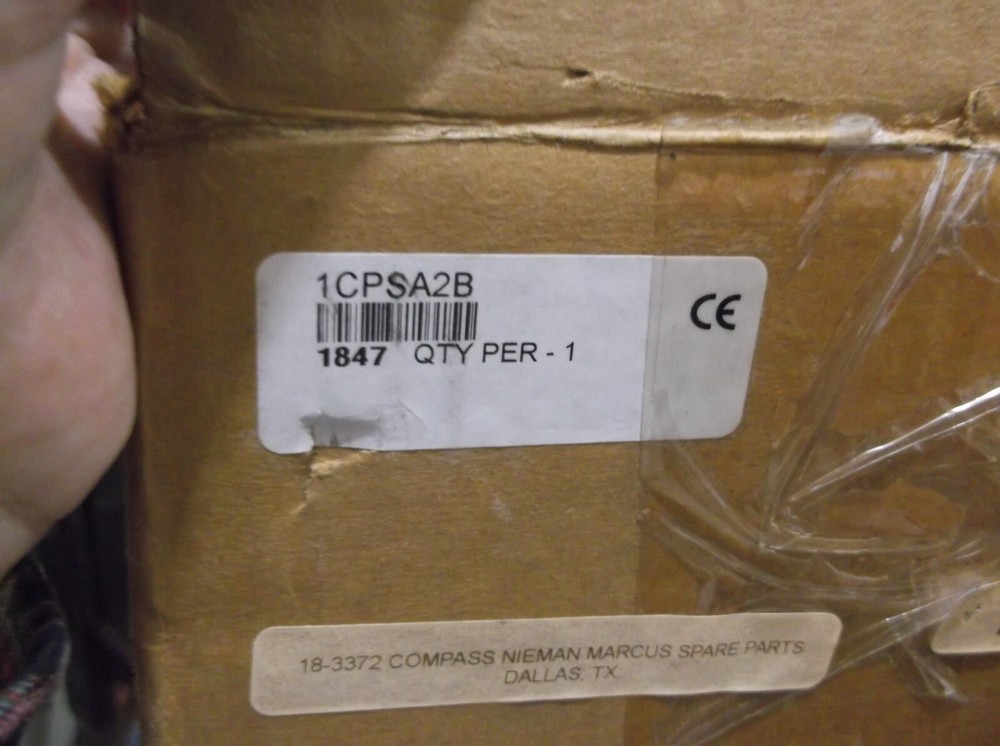 1CPSA2B
CE
1847 QTY PER - 1
18-3372 COMPASS NIEMAN MARCUS SPARE PARTS
DALLAS, TX.